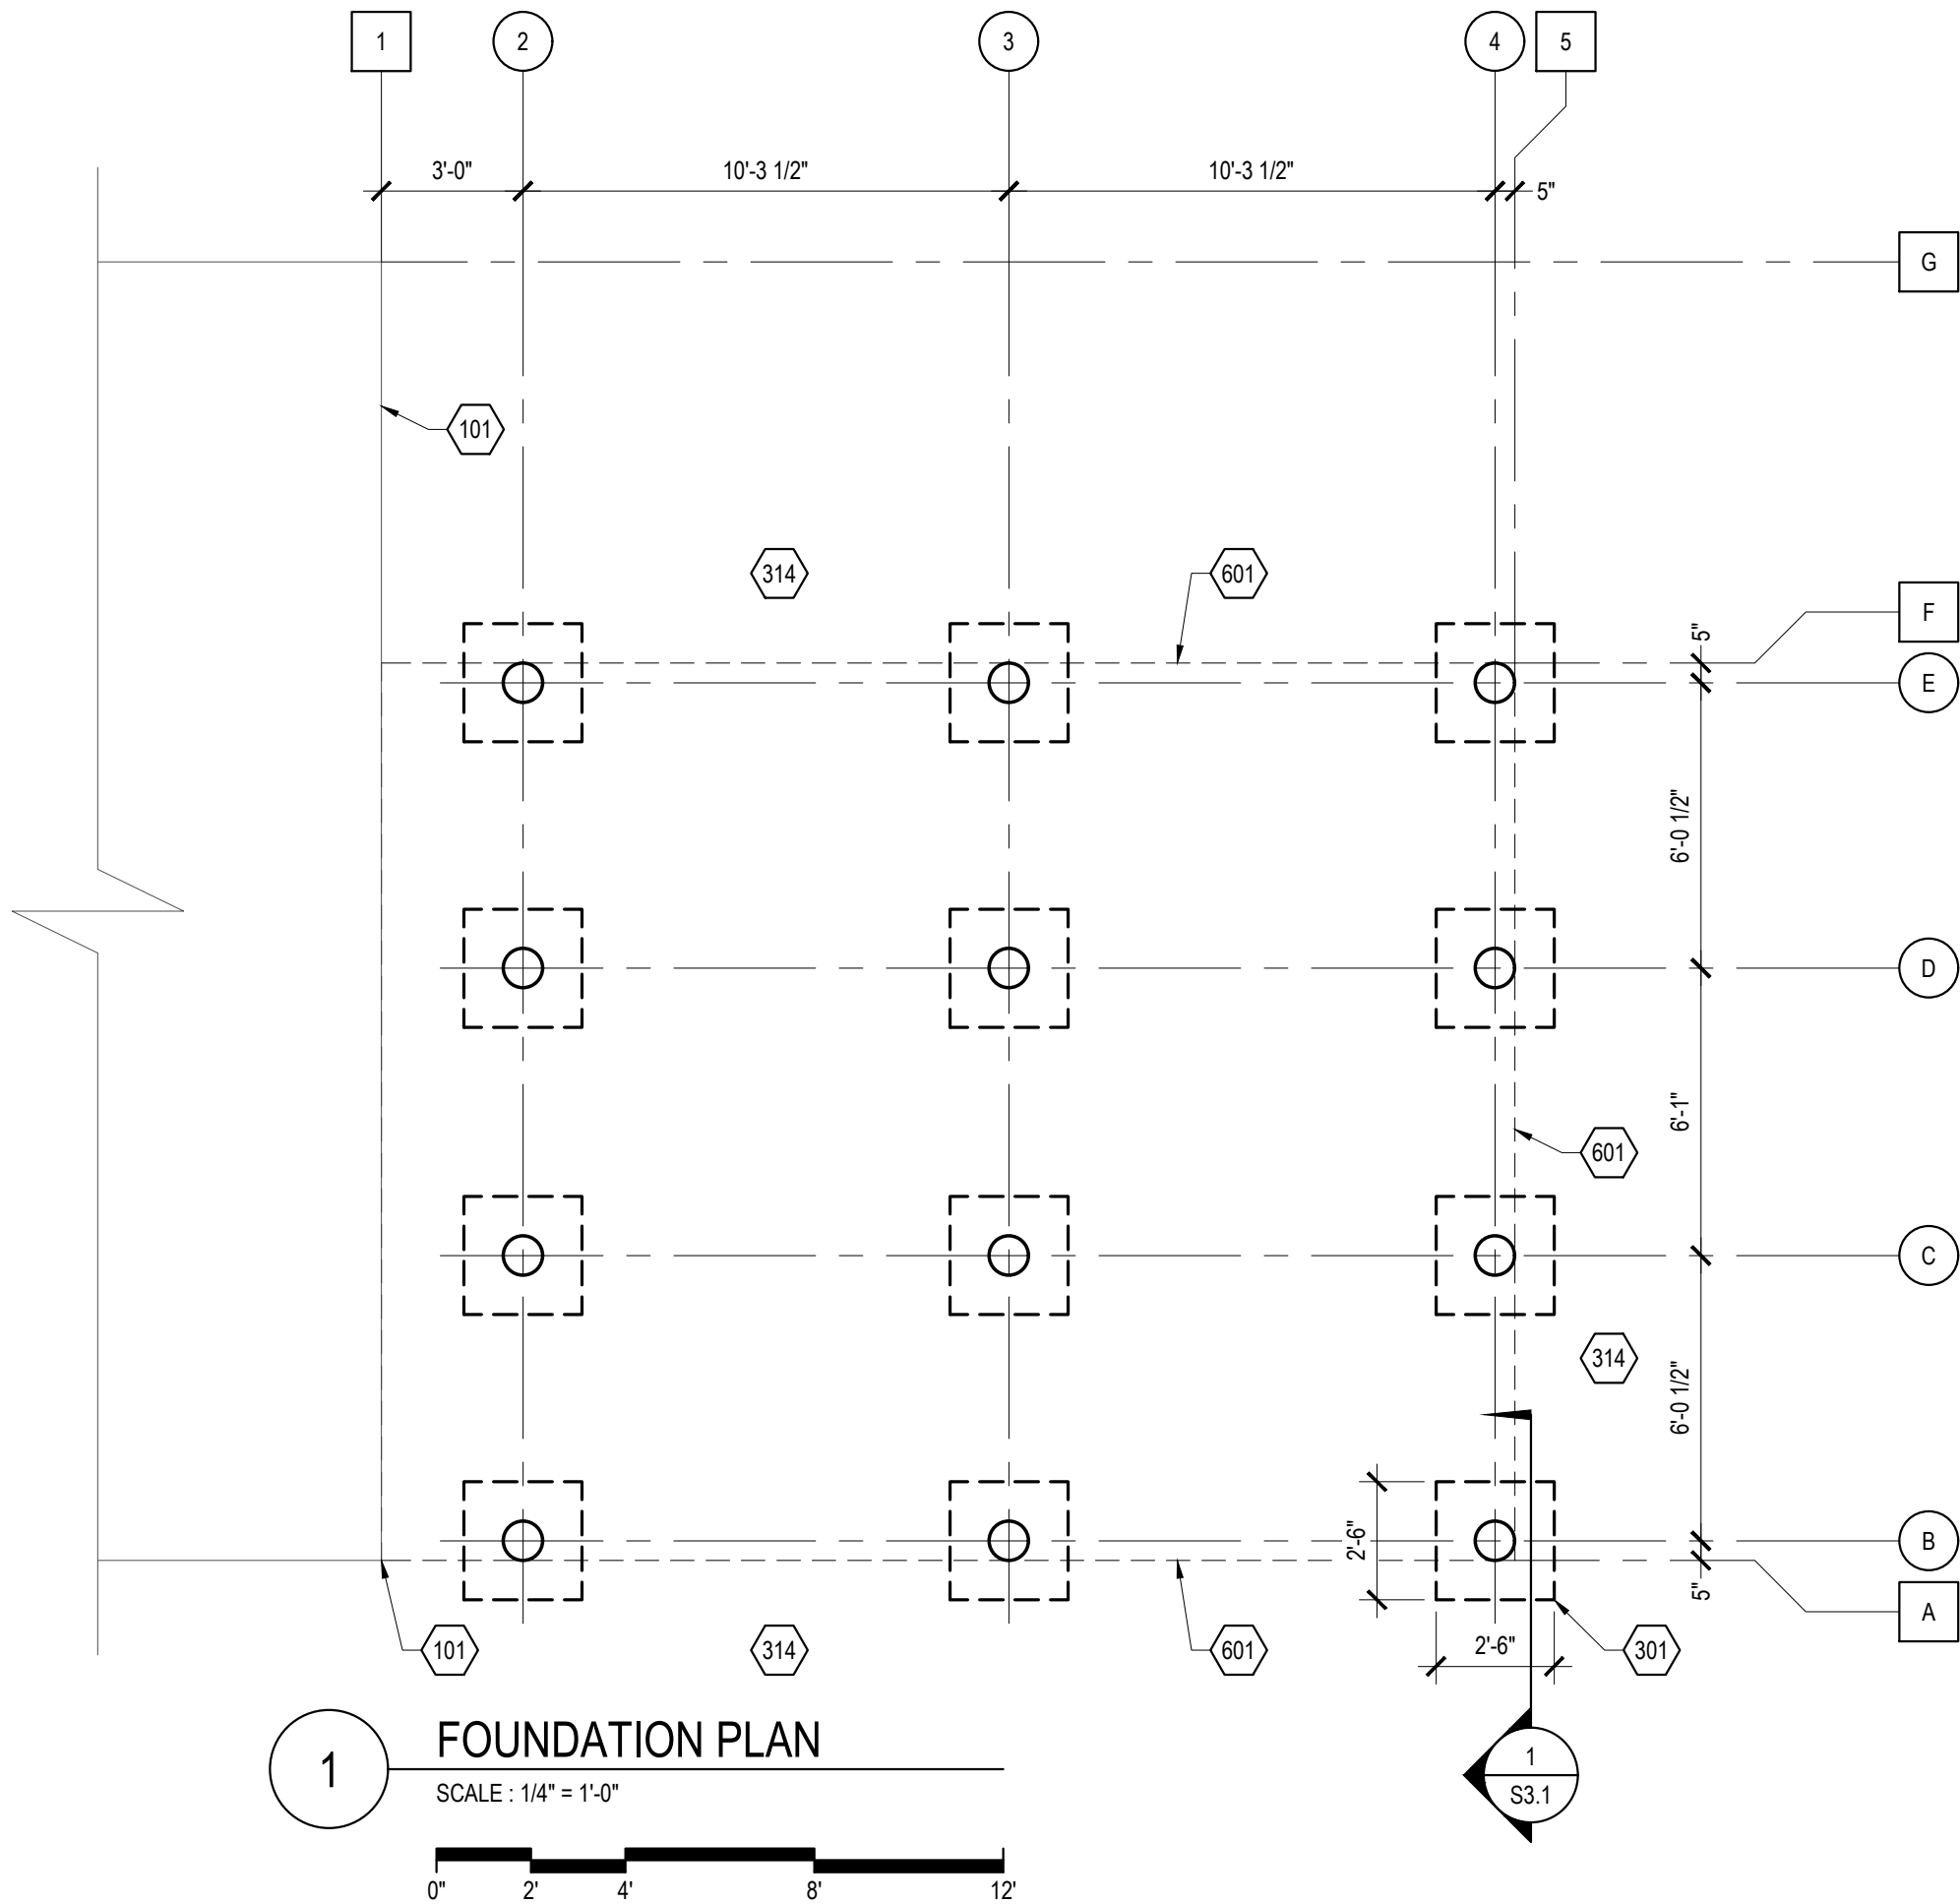 1
2
3
4
5
3'-0"
10'-3 1/2"
10'-3 1/2"
5"
G
101
314
601
F
5"
E
6'-0 1/2"
D
6'-1"
601
C
314
6'-0 1/2"
2'-6"
B
5"
A
101
314
601
2'-6"
301
1
FOUNDATION PLAN
SCALE : 1/4" = 1'-0"
1
S3.1
0" 2' 4' 8' 12'